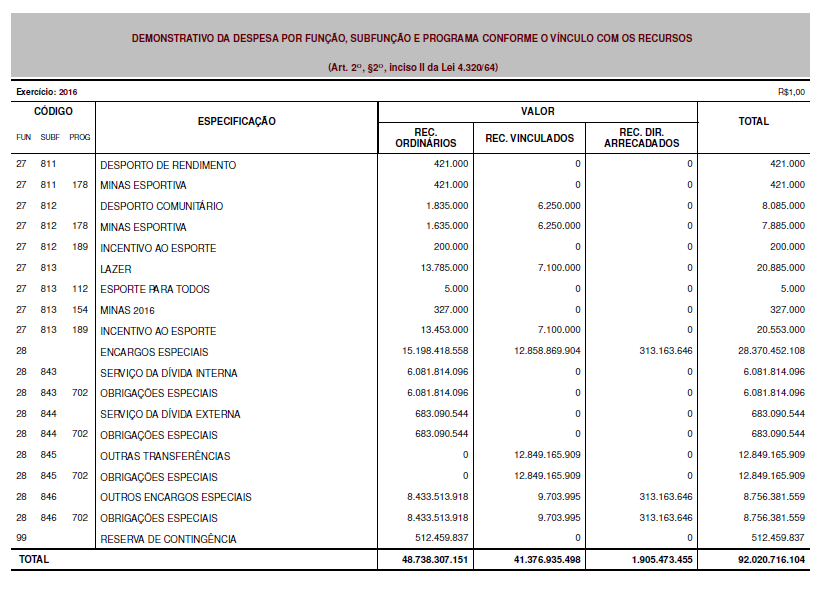 DEMONSTRATIVO DA DESPESA POR FUNÇÃO, SUBFUNÇÃO E PROGRAMA CONFORME O VÍNCULO COM OS RECURSOS
(Art. 2º, §2º, inciso II da Lei 4.320/64)
Exercício: 2016 R$1,00
CÓDIGO ESPECIFICAÇÃO VALOR TOTAL
FUN SUBF PROG REC. ORDINÁRIOS REC. VINCULADOS REC. DIR. ARRECADADOS
27 811 DESPORTO DE RENDIMENTO 421.000 0 0 421.000
27 811 178 MINAS ESPORTIVA 421.000 0 0 421.000
27 812 DESPORTO COMUNITÁRIO 1.835.000 6.250.000 0 8.085.000
27 812 178 MINAS ESPORTIVA 1.635.000 6.250.000 0 7.885.000
27 812 189 INCENTIVO AO ESPORTE 200.000 0 0 200.000
27 813 LAZER 13.785.000 7.100.000 0 20.885.000
27 813 112 ESPORTE PARA TODOS 5.000 0 0 5.000
27 813 154 MINAS 2016 327.000 0 0 327.000
27 813 189 INCENTIVO AO ESPORTE 13.453.000 7.100.000 0 20.553.000
28 ENCARGOS ESPECIAIS 15.198.418.558 12.858.869.904 313.163.646 28.370.452.108
28 843 SERVIÇO DA DÍVIDA INTERNA 6.081.814.096 0 0 6.081.814.096
28 843 702 OBRIGAÇÕES ESPECIAIS 6.081.814.096 0 0 6.081.814.096
28 844 SERVIÇO DA DÍVIDA EXTERNA 683.090.544 0 0 683.090.544
28 844 702 OBRIGAÇÕES ESPECIAIS 683.090.544 0 0 683.090.544
28 845 OUTRAS TRANSFERÊNCIAS 0 12.849.165.909 0 12.849.165.909
28 845 702 OBRIGAÇÕES ESPECIAIS 0 12.849.165.909 0 12.849.165.909
28 846 OUTROS ENCARGOS ESPECIAIS 8.433.513.918 9.703.995 313.163.646 8.756.381.559
28 846 702 OBRIGAÇÕES ESPECIAIS 8.433.513.918 9.703.995 313.163.646 8.756.381.559
99 RESERVA DE CONTINGÊNCIA 512.459.837 0 0 512.459.837
TOTAL 48.738.307.151 41.376.935.498 1.905.473.455 92.020.716.104